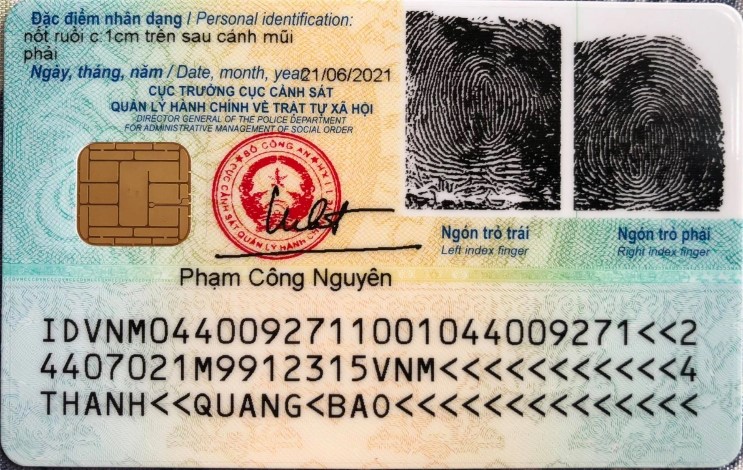 Đặc điểm nhân dạng / Personal identification:
nốt ruồi c 1cm trên sau cánh mũi
phải
Ngày, tháng, năm / Date, month, year 21/06/2021
CỤC TRƯỞNG CỤC CẢNH SÁT
QUẢN LÝ HÀNH CHÍNH VỀ TRẬT TỰ XÃ HỘI
DIRECTOR GENERAL OF THE POLICE DEPARTMENT
FOR ADMINISTRATIVE MANAGEMENT OF SOCIAL ORDER
BỘ CÔNG AN
CỤC CẢNH SÁT QUẢN LÝ HÀNH CHÍNH
Phạm Công Nguyên
Ngón trỏ trái
Left index finger
Ngón trỏ phải
Right index finger
IDVNM0440092711001044009271<<2
4407021M9912315VNM<<<<<<<<<<<4
THANH<<QUANG<BAO<<<<<<<<<<<<<<